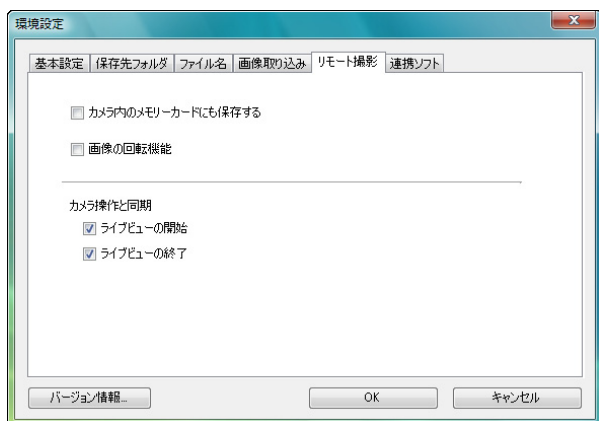 環境設定
基本設定 保存先フォルダ ファイル名 画像取り込み リモート撮影 連携ソフト
カメラ内のメモリーカードにも保存する
画像の回転機能
カメラ操作と同期
ライブビューの開始
ライブビューの終了
バージョン情報... OK キャンセル